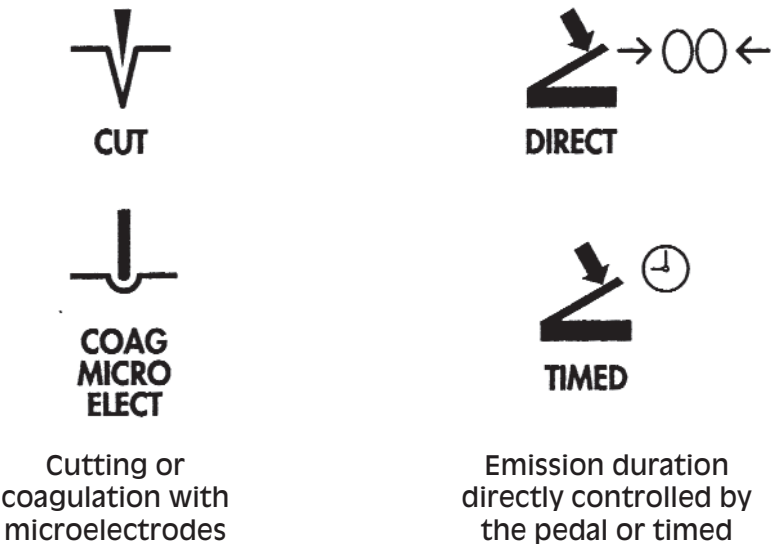 CUT
DIRECT
COAG
MICRO
ELECT
TIMED
Cutting or
coagulation with
microelectrodes
Emission duration
directly controlled by
the pedal or timed